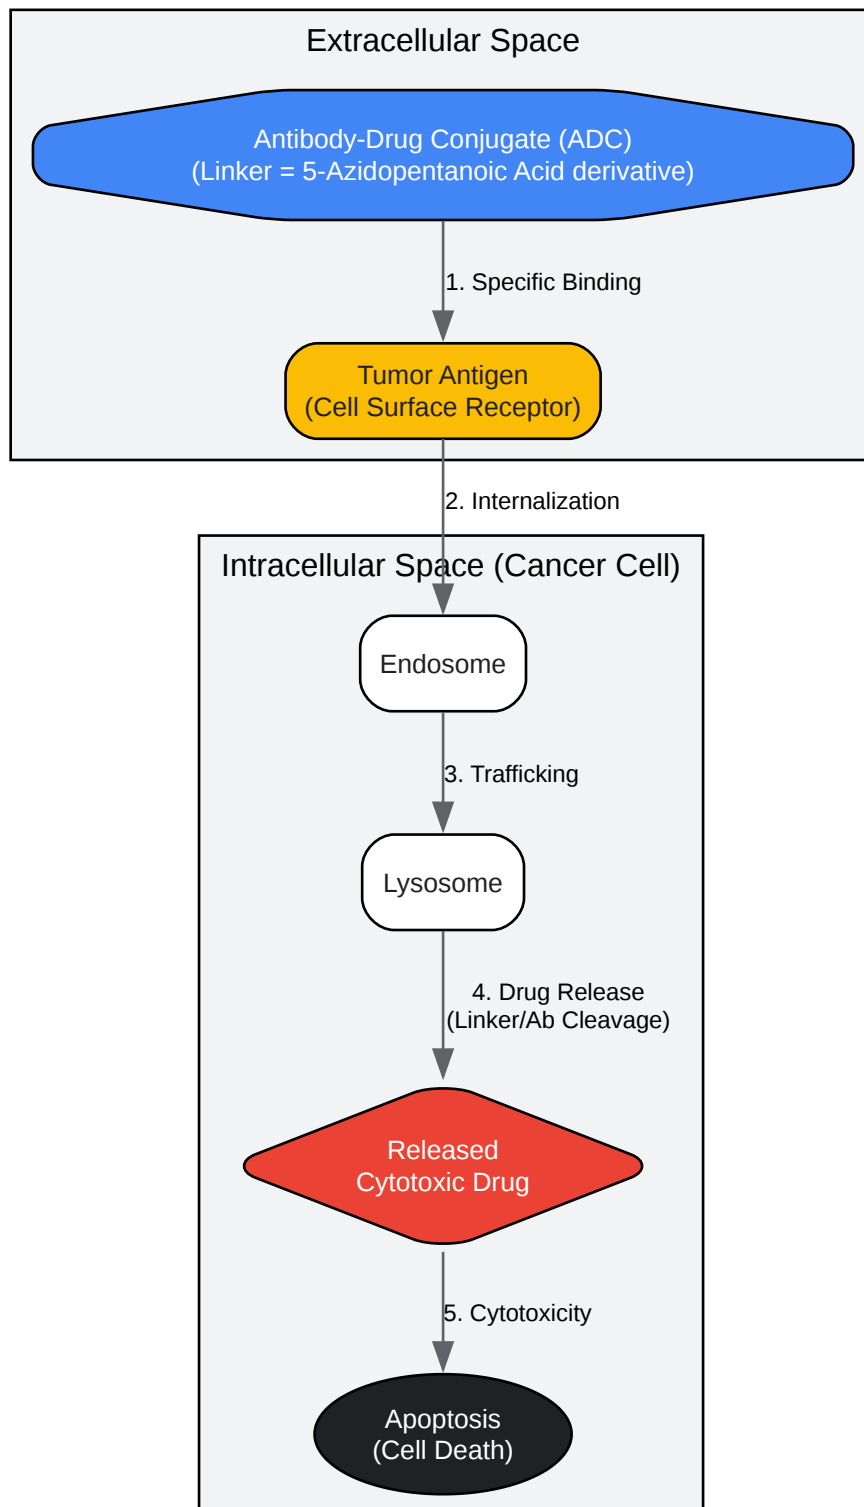 Extracellular Space
Antibody-Drug Conjugate (ADC)
(Linker = 5-Azidopentanoic Acid derivative)
1. Specific Binding
Tumor Antigen
(Cell Surface Receptor)
2. Internalization
Intracellular Space (Cancer Cell)
Endosome
3. Trafficking
Lysosome
4. Drug Release
(Linker/Ab Cleavage)
Released
Cytotoxic Drug
5. Cytotoxicity
Apoptosis
(Cell Death)